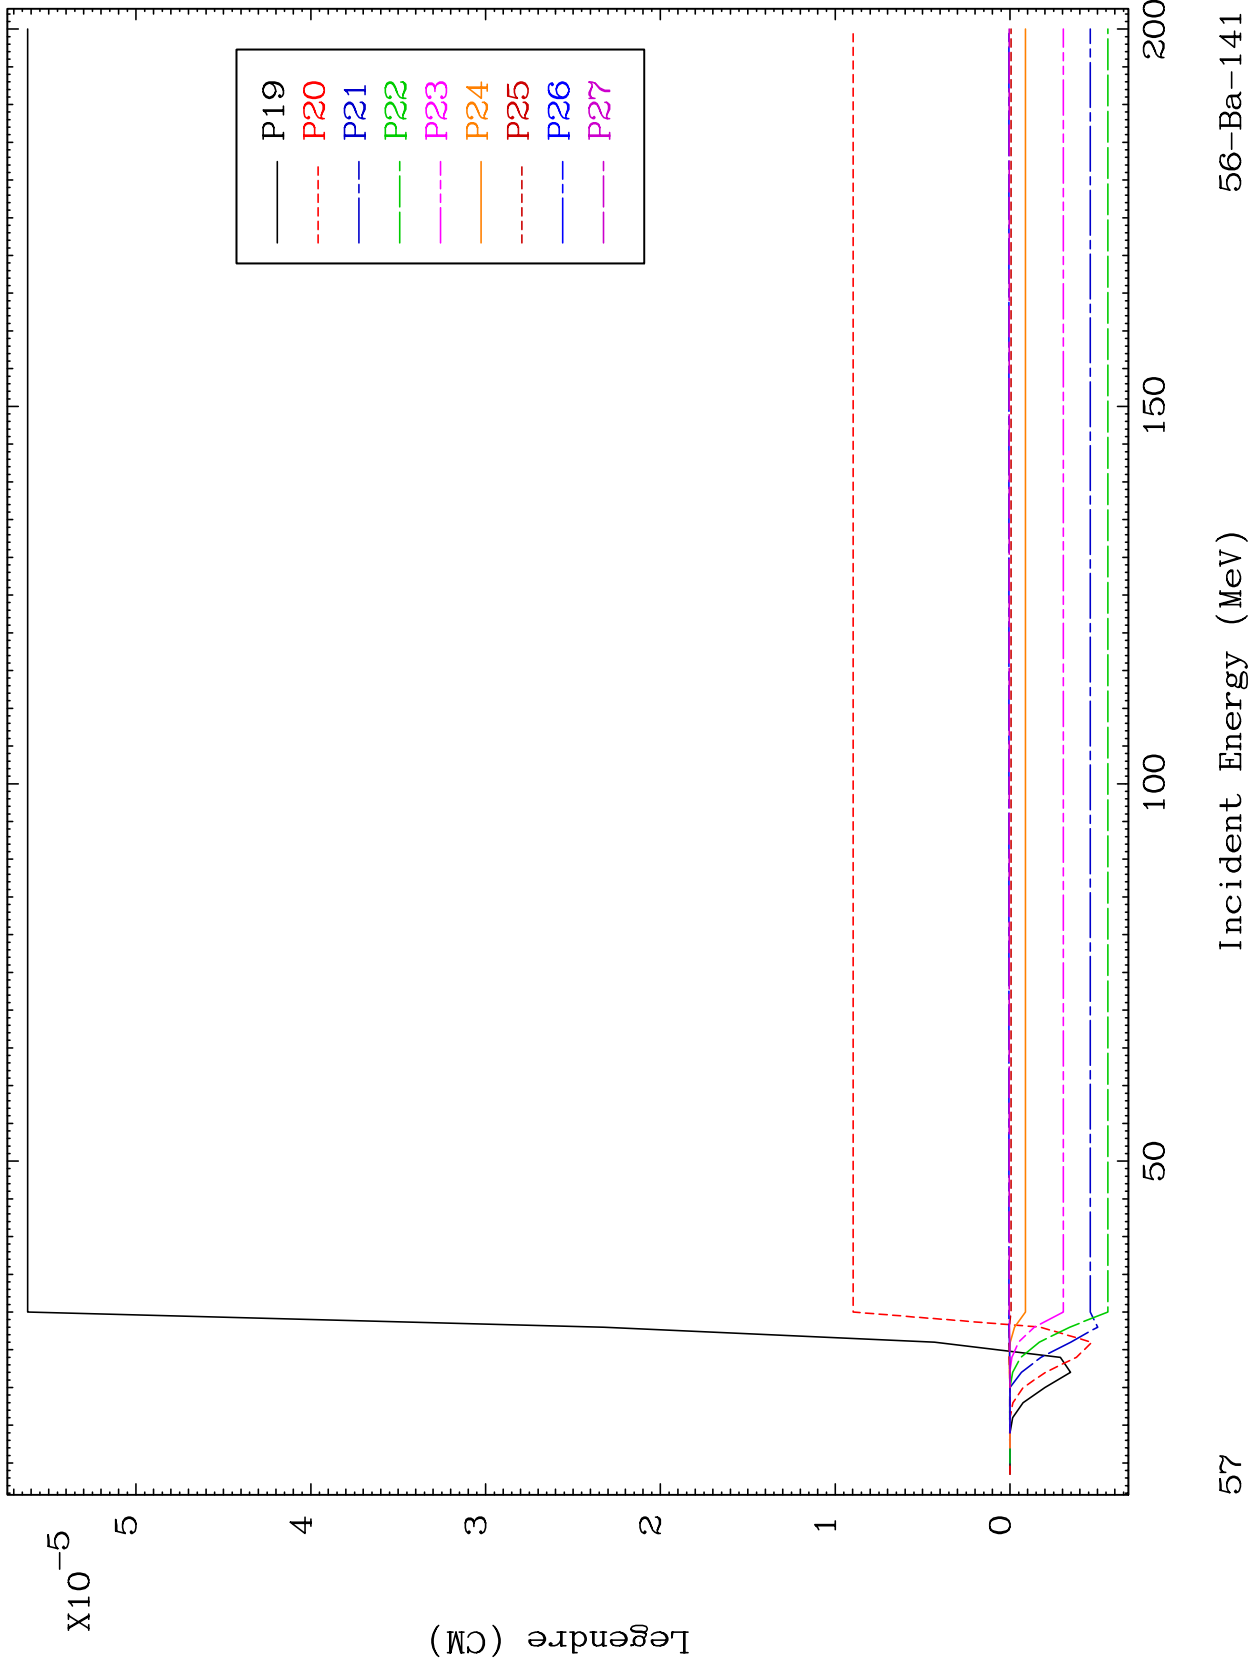 X10
-5
5
4
3
2
1
0
Legendre (CM)
P19
P20
P21
P22
P23
P24
P25
P26
P27
50
100
150
200
Incident Energy (MeV)
57
56-Ba-141